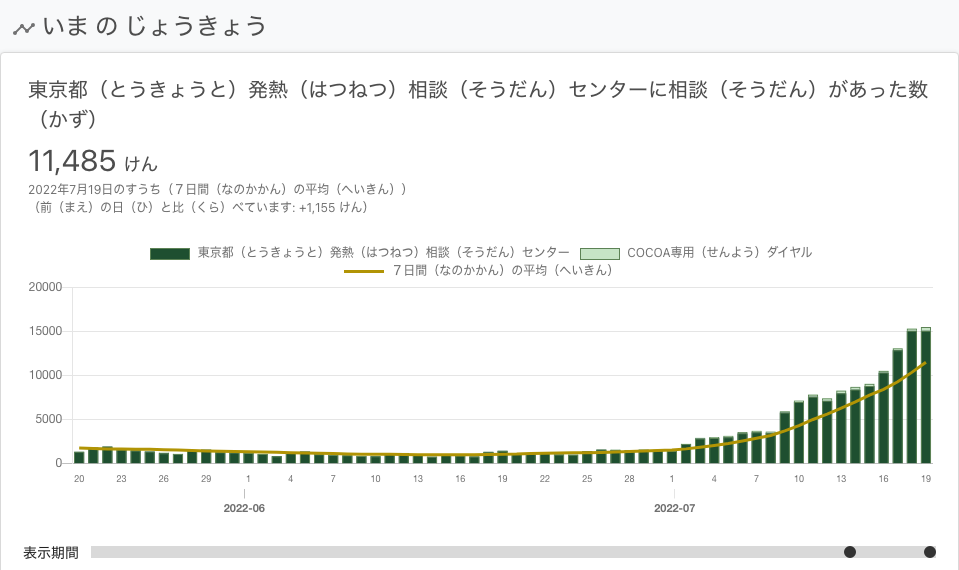 いま の じょうきょう
東京都（とうきょうと）発熱（はつねつ）相談（そうだん）センターに相談（そうだん）があった数
（かず）
11,485 けん
2022年7月19日のすうち（７日間（なのかかん）の平均（へいきん））
（前（まえ）の日（ひ）と比（くら）べています: +1,155 けん）
東京都（とうきょうと）発熱（はつねつ）相談（そうだん）センター COCOA専用（せんよう）ダイヤル
７日間（なのかかん）の平均（へいきん）
20000
15000
10000
5000
0
20 23 26 29 1 4 7 10 13 16 19 22 25 28 1 4 7 10 13 16 19
2022-06 2022-07
表示期間